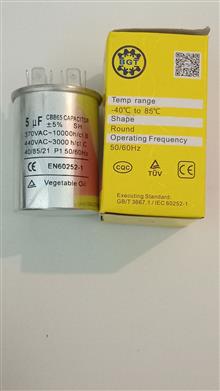 5 µF CBB65 CAPACITOR
±5% SH
370VAC~10000h/cl B
440VAC~3000 h/cl C
40/85/21 P1 50/60Hz
CE EN60252-1
Vegetable Oil
BGT
Temp range
-40℃ to 85℃
Shape
Round
Operating Frequency
50/60Hz
CQC TÜV
Executing Standard:
GB/T 3667.1 / IEC 60252-1